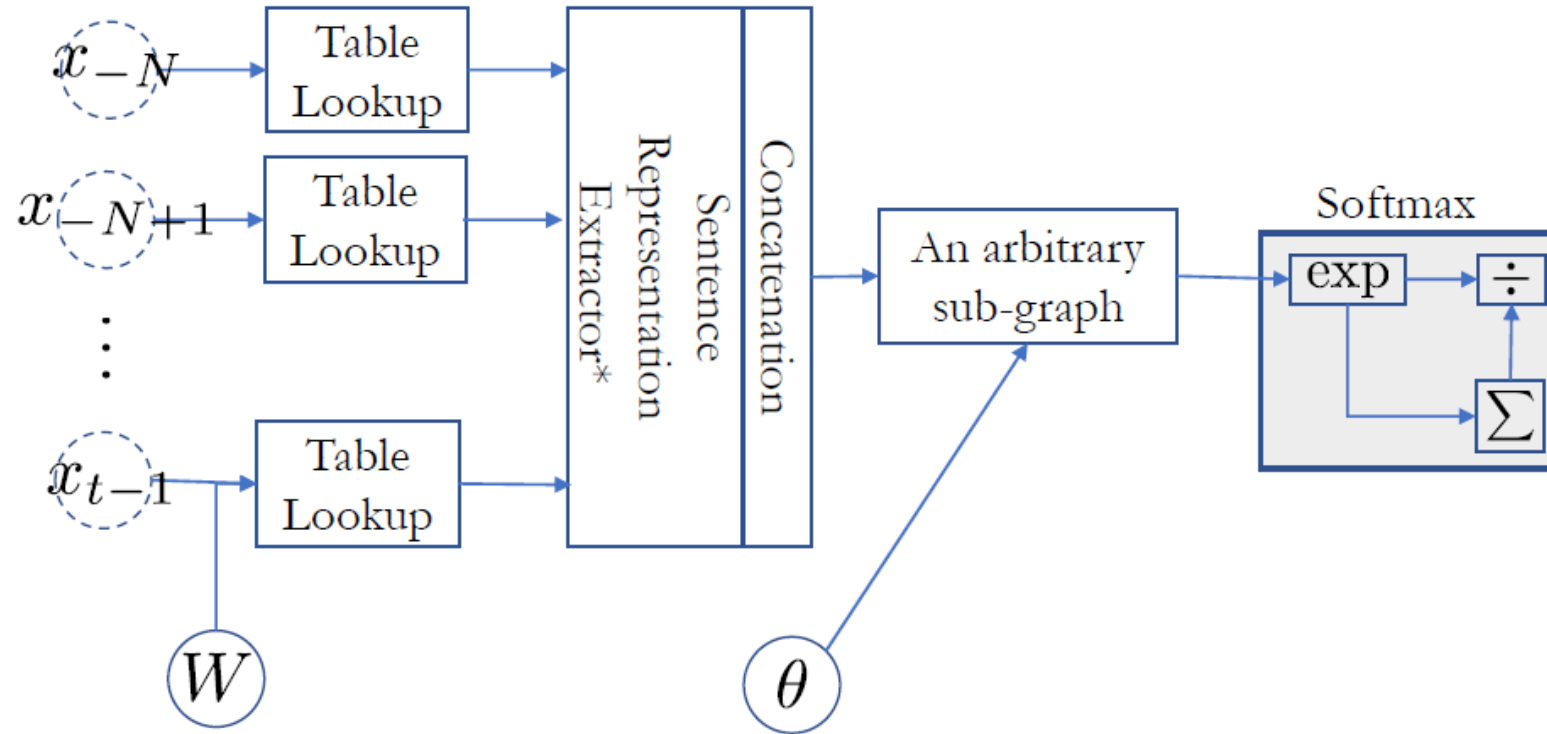 x_{-N}
Table
Lookup
x_{-N+1}
Table
Lookup
⋮
x_{t-1}
Table
Lookup
W
Sentence
Representation
Extractor*
Concatenation
An arbitrary
sub-graph
θ
Softmax
exp
÷
∑